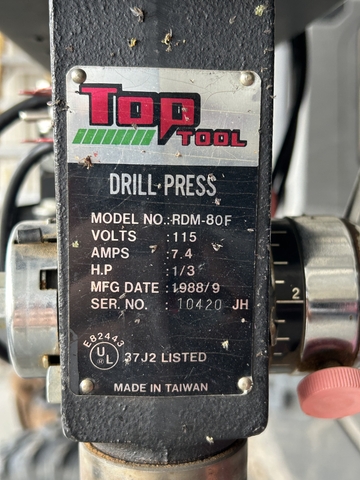 Top
TOOL
DRILL PRESS
MODEL NO.: RDM-80F
VOLTS : 115
AMPS : 7.4
H.P : 1/3
MFG DATE : 1988/9
SER. NO. : 10420 JH
E82443
UL
37J2 LISTED
MADE IN TAIWAN
2